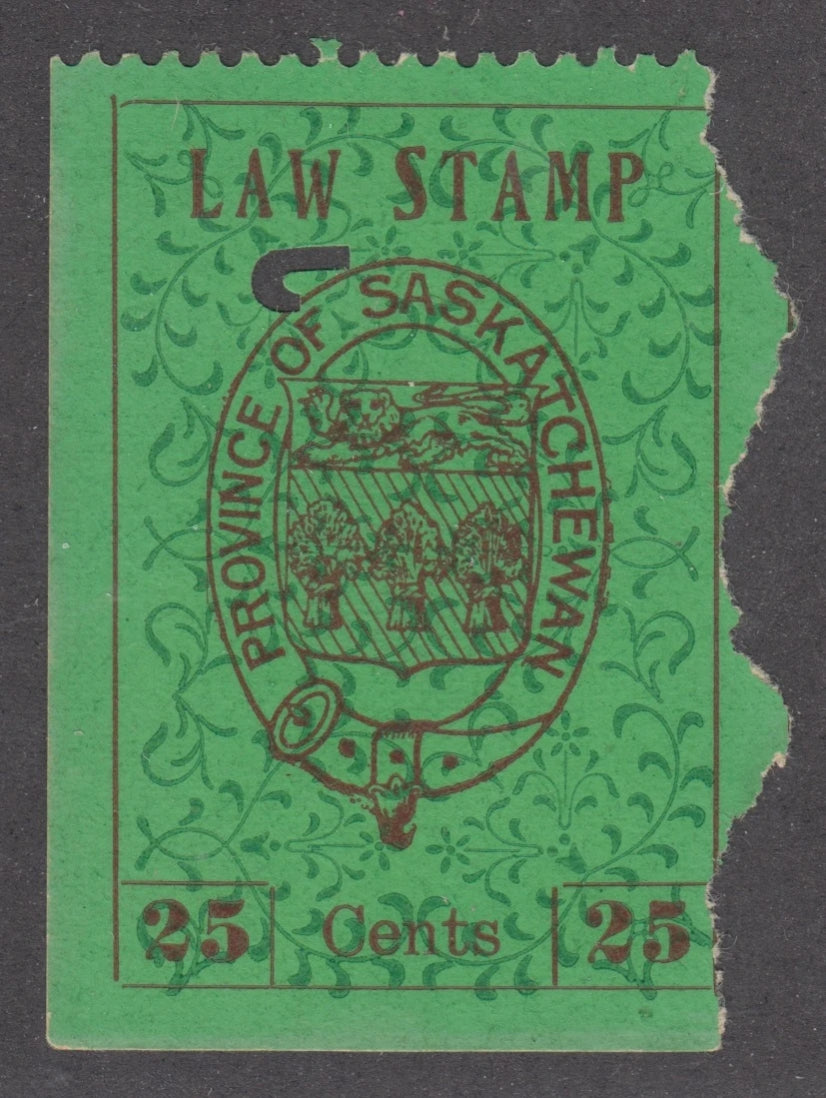 LAW STAMP
PROVINCE OF SASKATCHEWAN
25 Cents 25